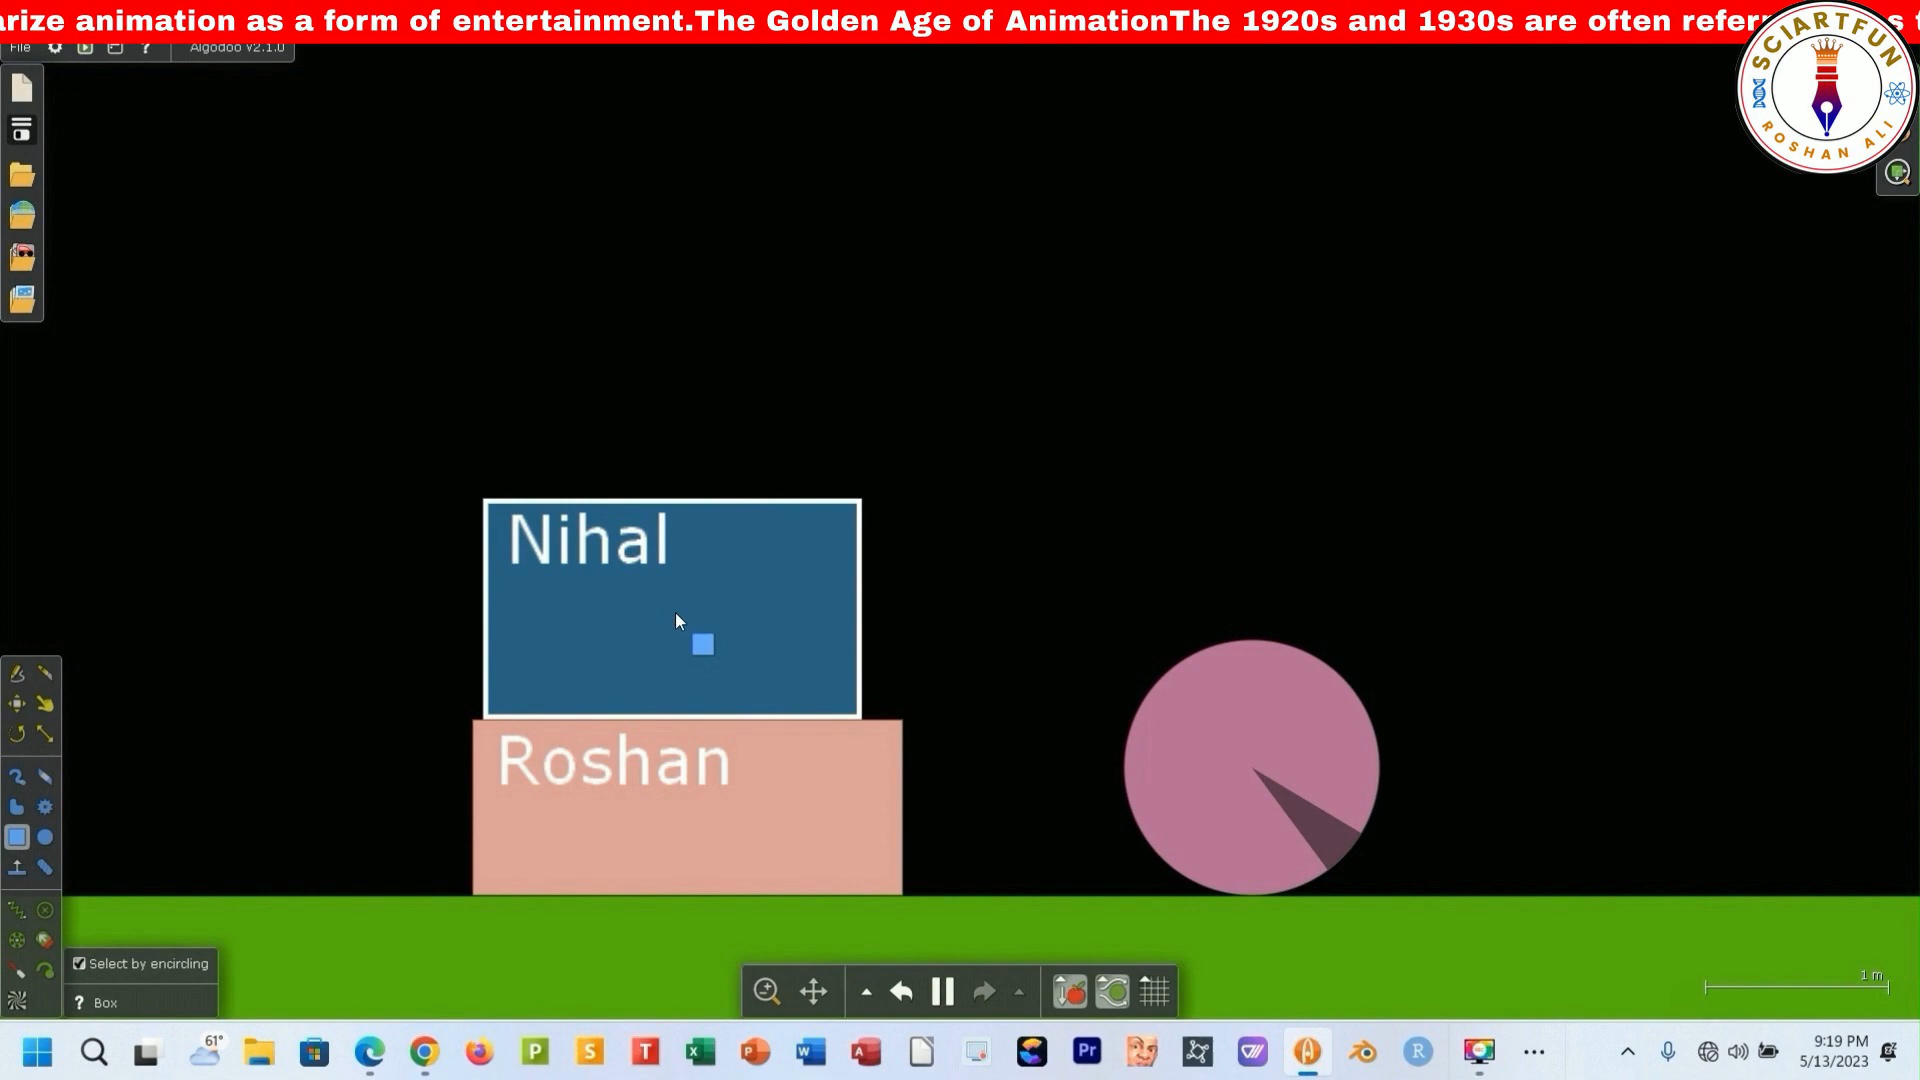 arize animation as a form of entertainment.The Golden Age of AnimationThe 1920s and 1930s are often refer
File ? Algodoo v2.1.0
SCIARTFUN
ROSHAN ALI
Nihal
Roshan
Select by encircling
? Box
1 m
61°
9:19 PM
5/13/2023